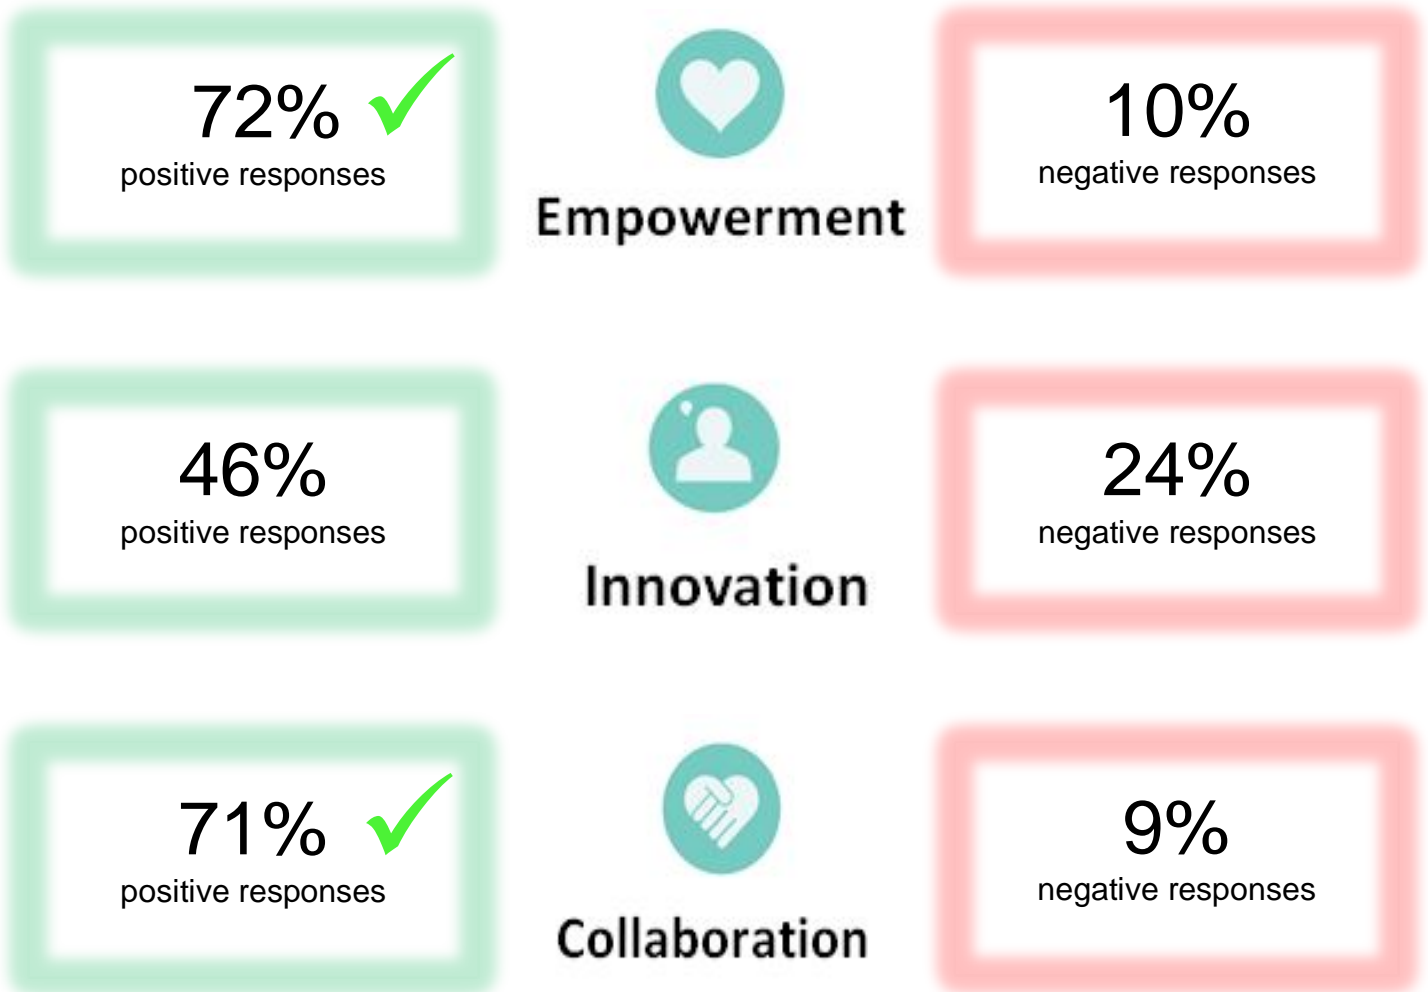 72%
positive responses
Empowerment
10%
negative responses
46%
positive responses
Innovation
24%
negative responses
71%
positive responses
Collaboration
9%
negative responses